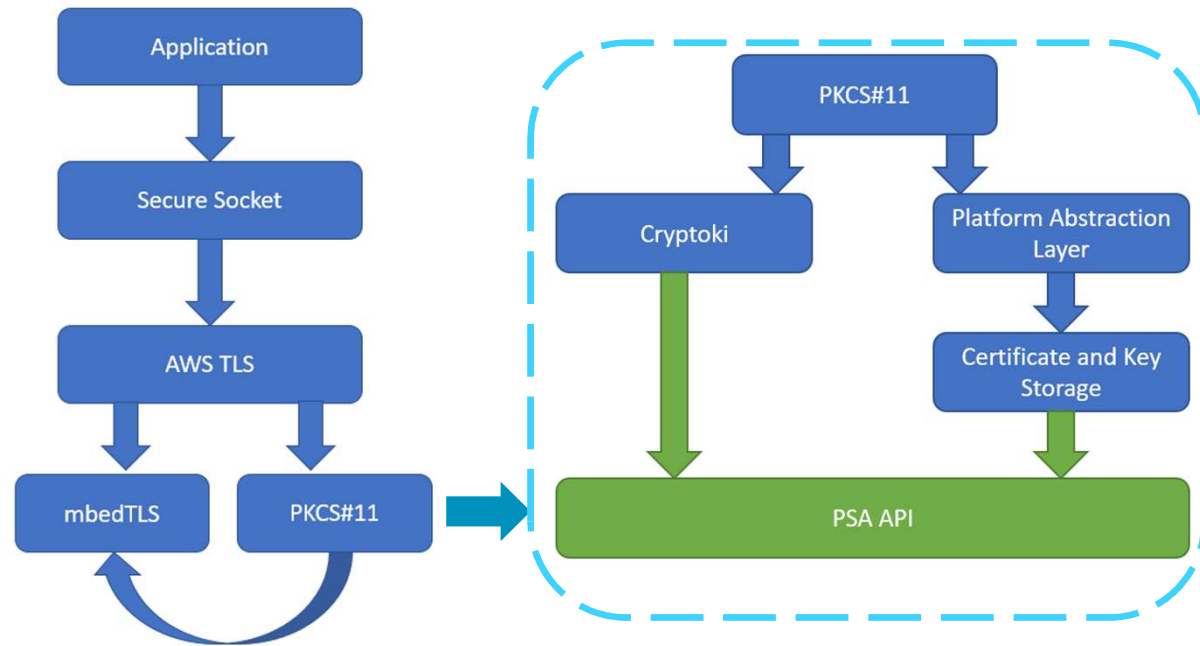 Application
Secure Socket
AWS TLS
mbedTLS
PKCS#11
PKCS#11
Cryptoki
Platform Abstraction
Layer
Certificate and Key
Storage
PSA API